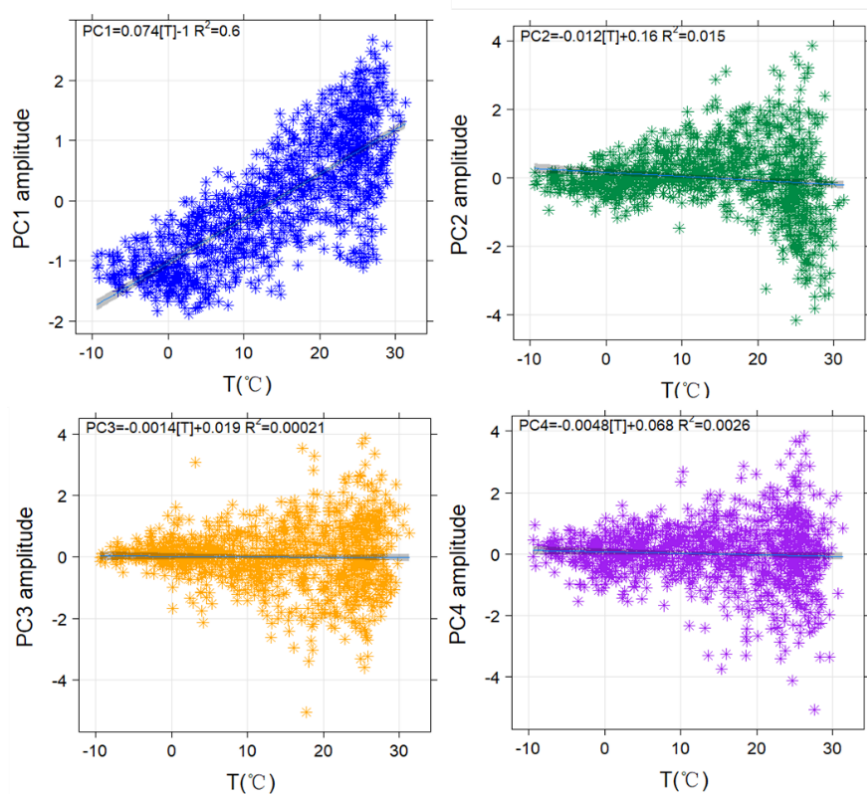 PC1=0.074[T]-1 R²=0.6
PC1 amplitude
2
1
0
-1
-2
-10 0 10 20 30
T(℃)
PC2=-0.012[T]+0.16 R²=0.015
PC2 amplitude
4
2
0
-2
-4
-10 0 10 20 30
T(℃)
PC3=-0.0014[T]+0.019 R²=0.00021
PC3 amplitude
4
2
0
-2
-4
-10 0 10 20 30
T(℃)
PC4=-0.0048[T]+0.068 R²=0.0026
PC4 amplitude
4
2
0
-2
-4
-10 0 10 20 30
T(℃)